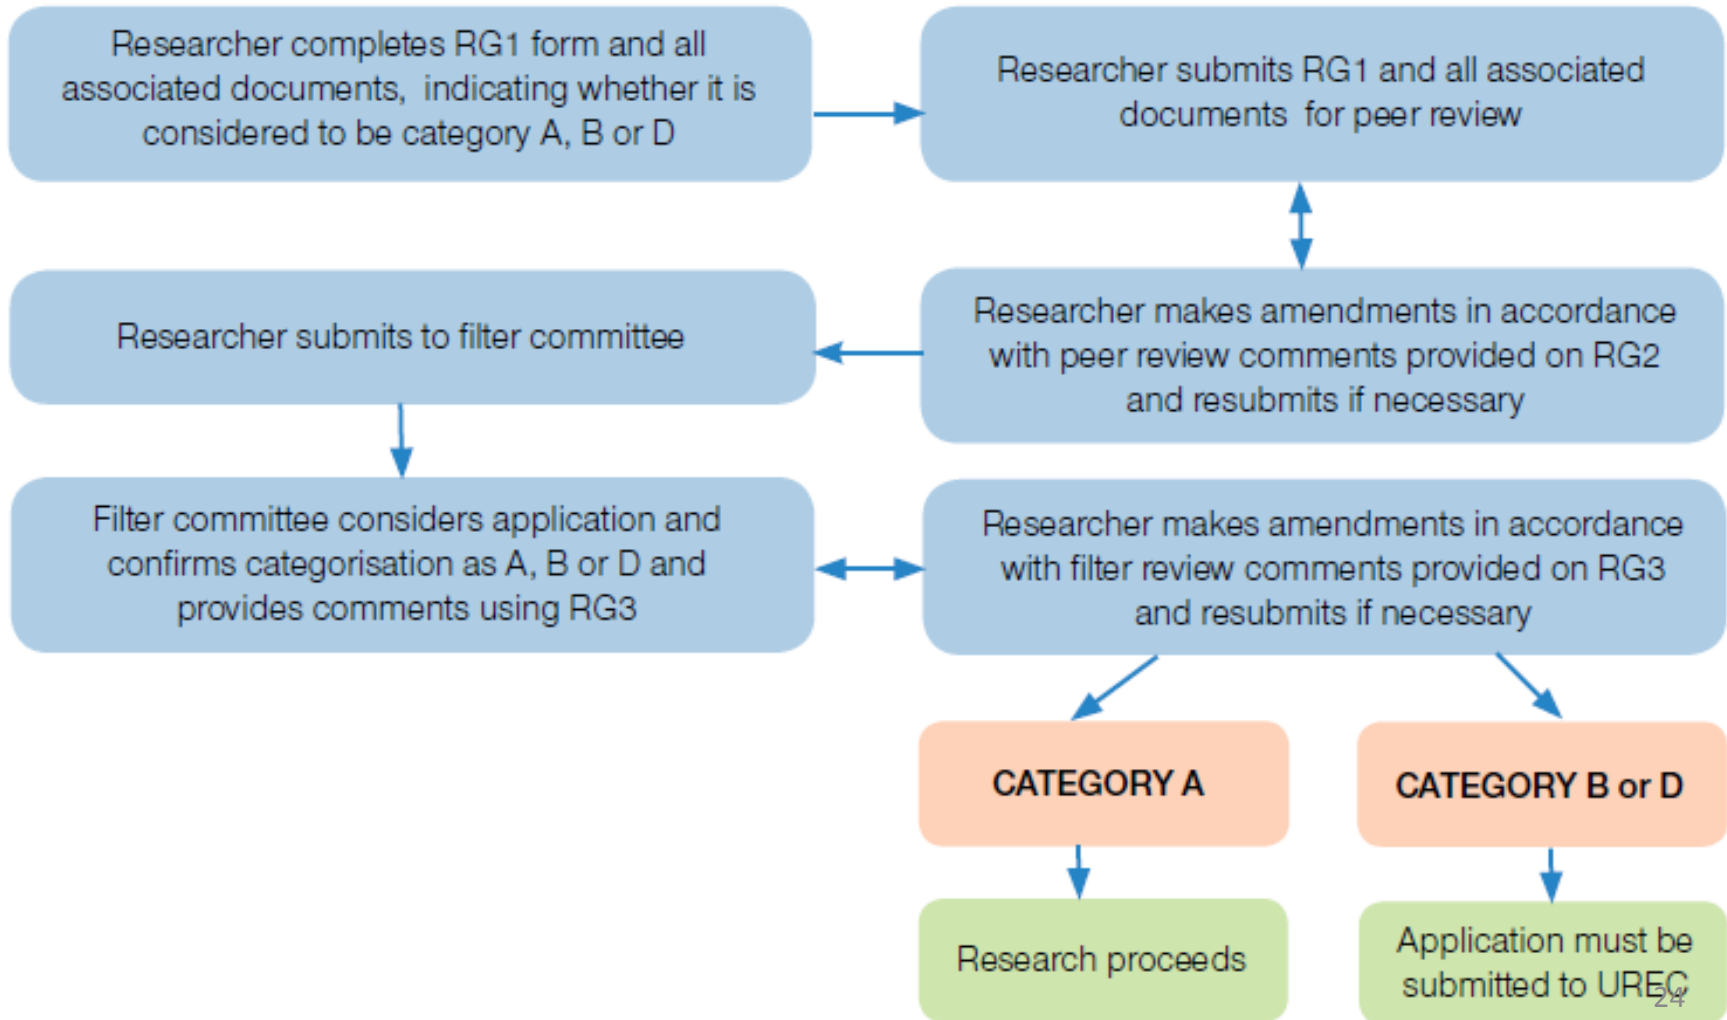 Researcher completes RG1 form and all
associated documents, indicating whether it is
considered to be category A, B or D
Researcher submits RG1 and all associated
documents for peer review
Researcher makes amendments in accordance
with peer review comments provided on RG2
and resubmits if necessary
Researcher submits to filter committee
Filter committee considers application and
confirms categorisation as A, B or D and
provides comments using RG3
Researcher makes amendments in accordance
with filter review comments provided on RG3
and resubmits if necessary
CATEGORY A
CATEGORY B or D
Research proceeds
Application must be
submitted to UREC
24